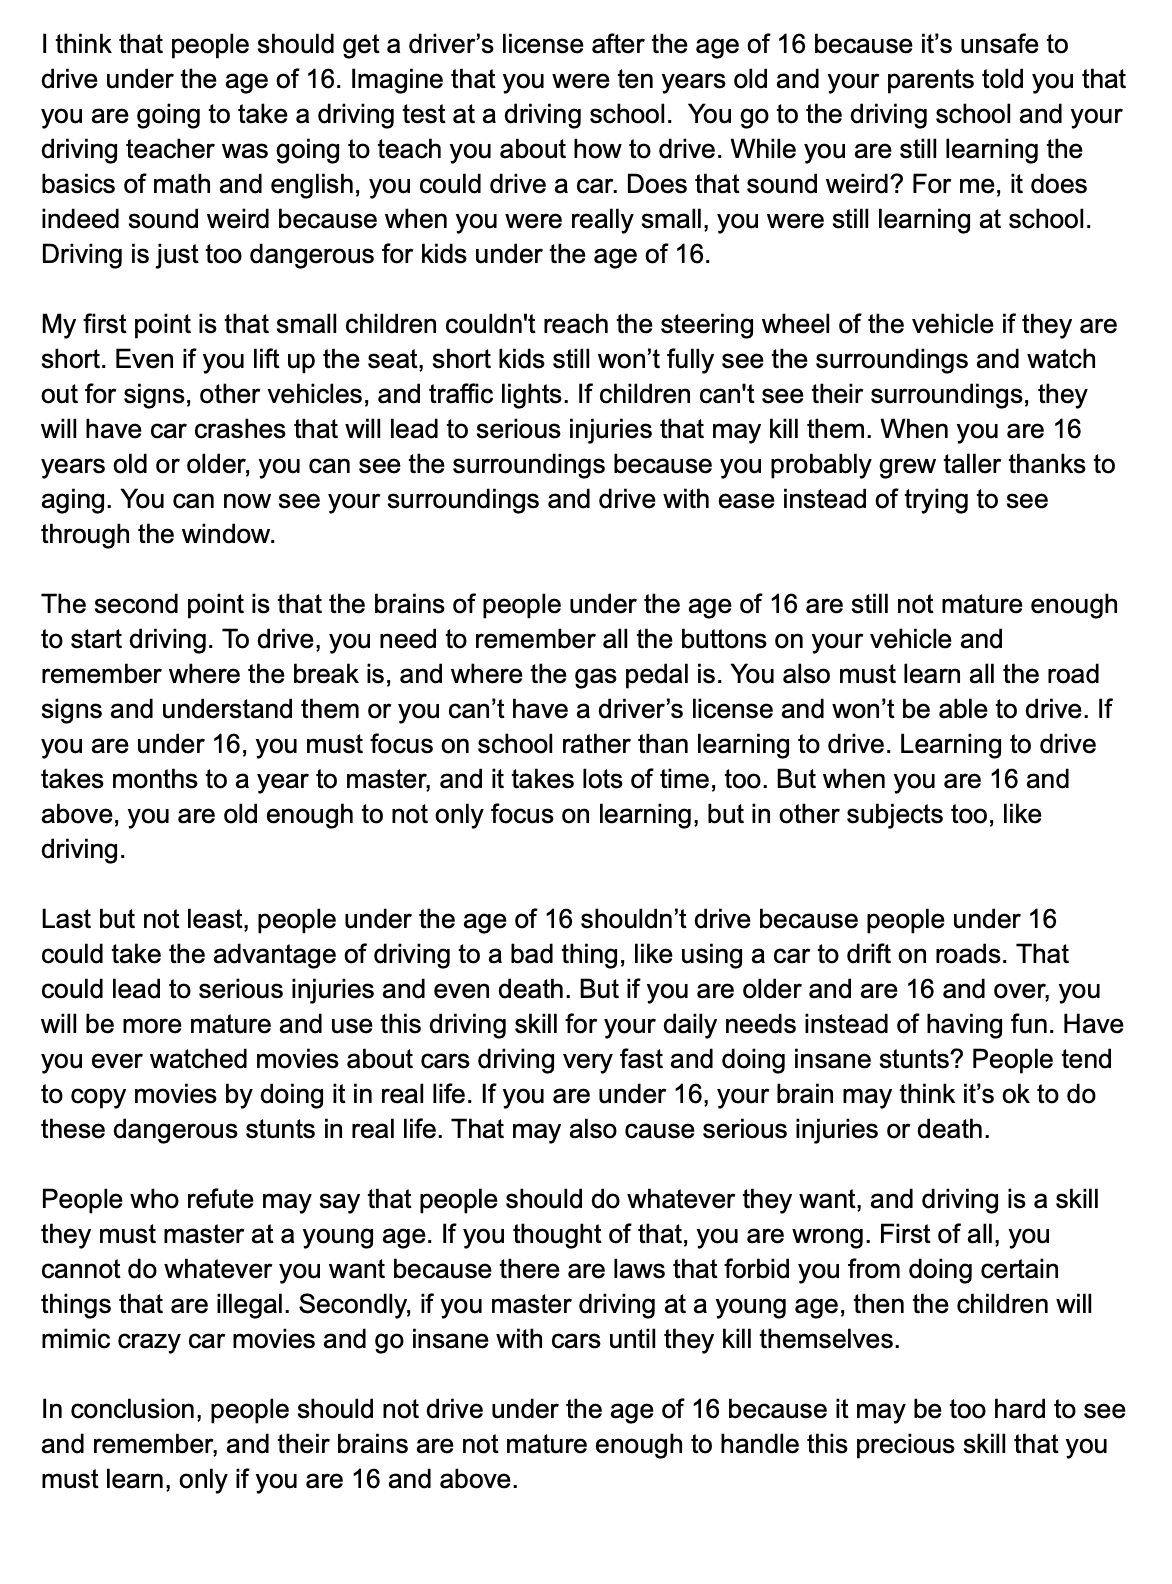 I think that people should get a driver’s license after the age of 16 because it’s unsafe to
drive under the age of 16. Imagine that you were ten years old and your parents told you that
you are going to take a driving test at a driving school.  You go to the driving school and your
driving teacher was going to teach you about how to drive. While you are still learning the
basics of math and english, you could drive a car. Does that sound weird? For me, it does
indeed sound weird because when you were really small, you were still learning at school.
Driving is just too dangerous for kids under the age of 16.

My first point is that small children couldn't reach the steering wheel of the vehicle if they are
short. Even if you lift up the seat, short kids still won’t fully see the surroundings and watch
out for signs, other vehicles, and traffic lights. If children can't see their surroundings, they
will have car crashes that will lead to serious injuries that may kill them. When you are 16
years old or older, you can see the surroundings because you probably grew taller thanks to
aging. You can now see your surroundings and drive with ease instead of trying to see
through the window.

The second point is that the brains of people under the age of 16 are still not mature enough
to start driving. To drive, you need to remember all the buttons on your vehicle and
remember where the break is, and where the gas pedal is. You also must learn all the road
signs and understand them or you can’t have a driver’s license and won’t be able to drive. If
you are under 16, you must focus on school rather than learning to drive. Learning to drive
takes months to a year to master, and it takes lots of time, too. But when you are 16 and
above, you are old enough to not only focus on learning, but in other subjects too, like
driving.

Last but not least, people under the age of 16 shouldn’t drive because people under 16
could take the advantage of driving to a bad thing, like using a car to drift on roads. That
could lead to serious injuries and even death. But if you are older and are 16 and over, you
will be more mature and use this driving skill for your daily needs instead of having fun. Have
you ever watched movies about cars driving very fast and doing insane stunts? People tend
to copy movies by doing it in real life. If you are under 16, your brain may think it’s ok to do
these dangerous stunts in real life. That may also cause serious injuries or death.

People who refute may say that people should do whatever they want, and driving is a skill
they must master at a young age. If you thought of that, you are wrong. First of all, you
cannot do whatever you want because there are laws that forbid you from doing certain
things that are illegal. Secondly, if you master driving at a young age, then the children will
mimic crazy car movies and go insane with cars until they kill themselves.

In conclusion, people should not drive under the age of 16 because it may be too hard to see
and remember, and their brains are not mature enough to handle this precious skill that you
must learn, only if you are 16 and above.